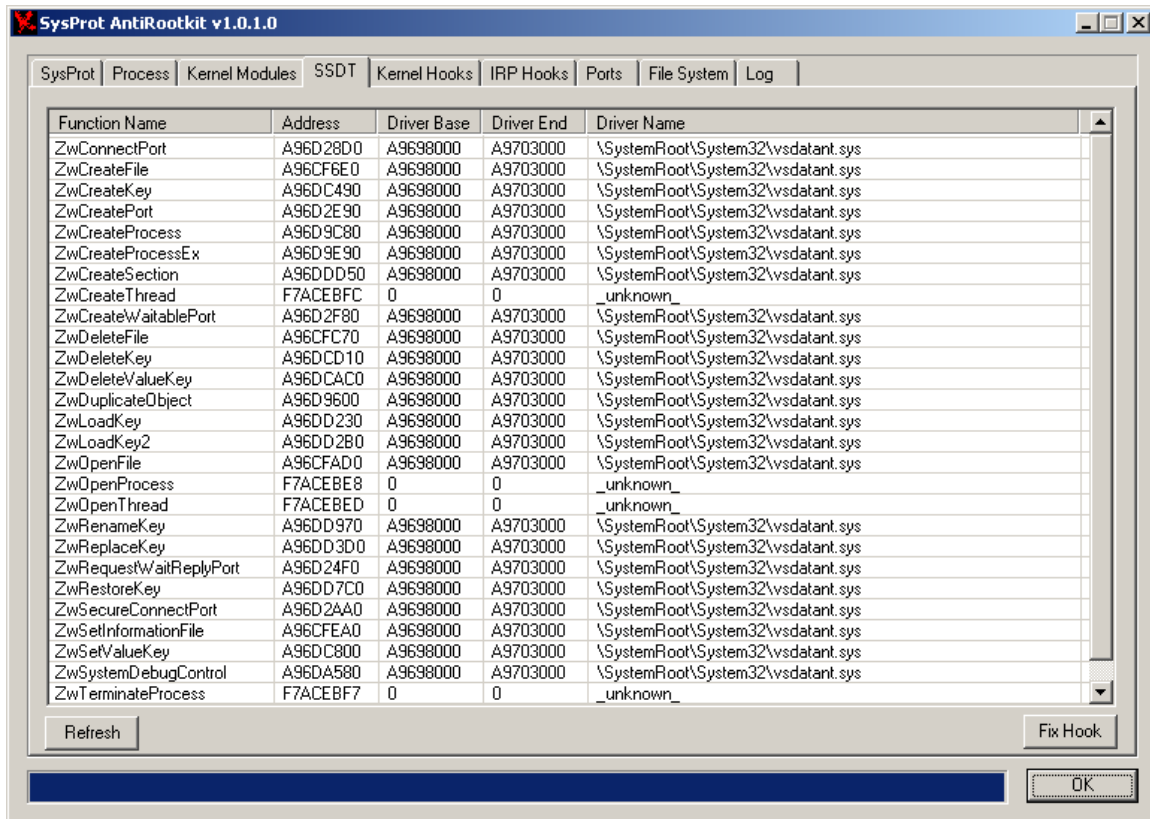 SysProt AntiRootkit v1.0.1.0
SysProt Process Kernel Modules SSDT Kernel Hooks IRP Hooks Ports File System Log
Function Name Address Driver Base Driver End Driver Name
ZwConnectPort A96D28D0 A9698000 A9703000 \SystemRoot\System32\vsdatant.sys
ZwCreateFile A96CF6E0 A9698000 A9703000 \SystemRoot\System32\vsdatant.sys
ZwCreateKey A96DC490 A9698000 A9703000 \SystemRoot\System32\vsdatant.sys
ZwCreatePort A96D2E90 A9698000 A9703000 \SystemRoot\System32\vsdatant.sys
ZwCreateProcess A96D9C80 A9698000 A9703000 \SystemRoot\System32\vsdatant.sys
ZwCreateProcessEx A96D9E90 A9698000 A9703000 \SystemRoot\System32\vsdatant.sys
ZwCreateSection A96DDD50 A9698000 A9703000 \SystemRoot\System32\vsdatant.sys
ZwCreateThread F7ACEBFC 0 0 _unknown_
ZwCreateWaitablePort A96D2F80 A9698000 A9703000 \SystemRoot\System32\vsdatant.sys
ZwDeleteFile A96CFC70 A9698000 A9703000 \SystemRoot\System32\vsdatant.sys
ZwDeleteKey A96DCD10 A9698000 A9703000 \SystemRoot\System32\vsdatant.sys
ZwDeleteValueKey A96DCAC0 A9698000 A9703000 \SystemRoot\System32\vsdatant.sys
ZwDuplicateObject A96D9600 A9698000 A9703000 \SystemRoot\System32\vsdatant.sys
ZwLoadKey A96DD230 A9698000 A9703000 \SystemRoot\System32\vsdatant.sys
ZwLoadKey2 A96DD2B0 A9698000 A9703000 \SystemRoot\System32\vsdatant.sys
ZwOpenFile A96CFAD0 A9698000 A9703000 \SystemRoot\System32\vsdatant.sys
ZwOpenProcess F7ACEBE8 0 0 _unknown_
ZwOpenThread F7ACEBED 0 0 _unknown_
ZwRenameKey A96DD970 A9698000 A9703000 \SystemRoot\System32\vsdatant.sys
ZwReplaceKey A96DD3D0 A9698000 A9703000 \SystemRoot\System32\vsdatant.sys
ZwRequestWaitReplyPort A96D24F0 A9698000 A9703000 \SystemRoot\System32\vsdatant.sys
ZwRestoreKey A96DD7C0 A9698000 A9703000 \SystemRoot\System32\vsdatant.sys
ZwSecureConnectPort A96D2AA0 A9698000 A9703000 \SystemRoot\System32\vsdatant.sys
ZwSetInformationFile A96CFEA0 A9698000 A9703000 \SystemRoot\System32\vsdatant.sys
ZwSetValueKey A96DC800 A9698000 A9703000 \SystemRoot\System32\vsdatant.sys
ZwSystemDebugControl A96DA580 A9698000 A9703000 \SystemRoot\System32\vsdatant.sys
ZwTerminateProcess F7ACEBF7 0 0 _unknown_
Refresh Fix Hook
OK